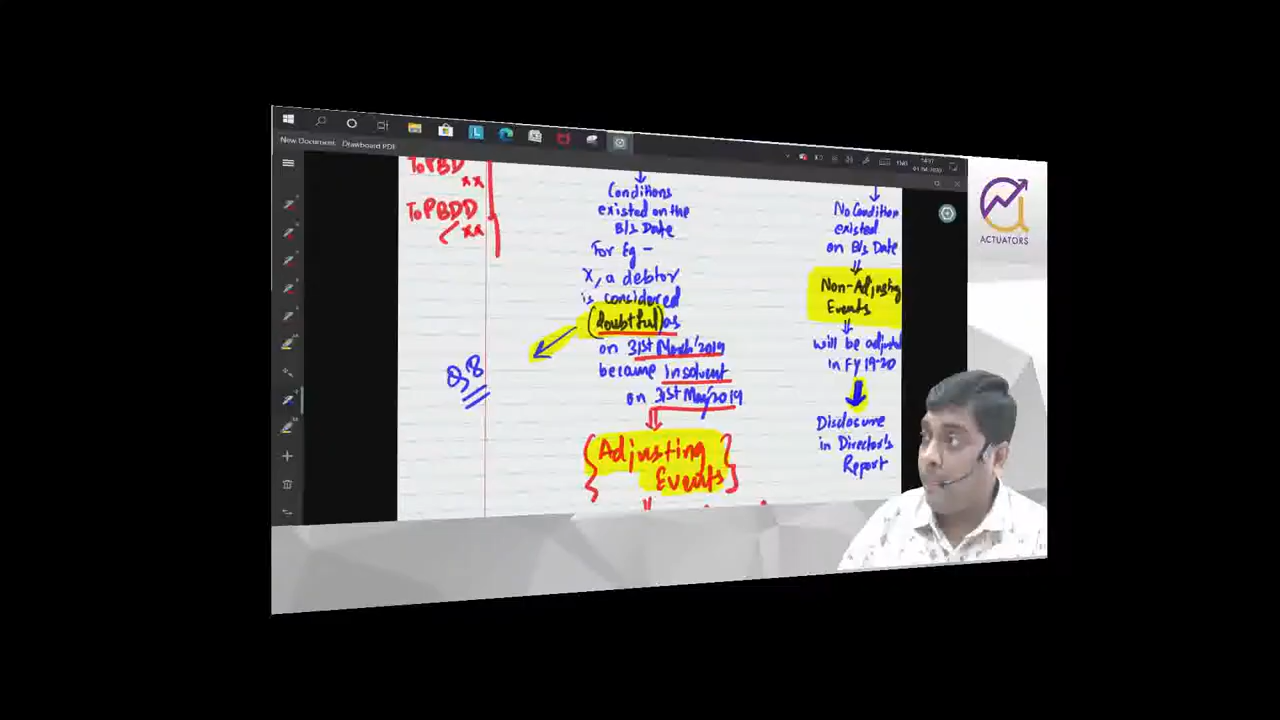 New Document - Drawboard PDF
To PBD
xx
To PBDD
xx
Q 8
Conditions
existed on the
B/s Date
For Eg -
X, a debtor
is considered
(doubtful) as
on 31st March'2019
became insolvent
on 31st May'2019
{Adjusting
Events}
No Condition
existed
on B/s Date
Non-Adjusting
Events
will be adjusted
in FY 19-20
Disclosure
in Director's
Report
ACTUATORS